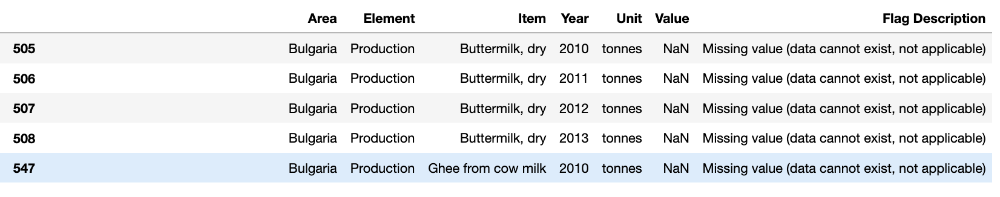 Area Element Item Year Unit Value Flag Description
505 Bulgaria Production Buttermilk, dry 2010 tonnes NaN Missing value (data cannot exist, not applicable)
506 Bulgaria Production Buttermilk, dry 2011 tonnes NaN Missing value (data cannot exist, not applicable)
507 Bulgaria Production Buttermilk, dry 2012 tonnes NaN Missing value (data cannot exist, not applicable)
508 Bulgaria Production Buttermilk, dry 2013 tonnes NaN Missing value (data cannot exist, not applicable)
547 Bulgaria Production Ghee from cow milk 2010 tonnes NaN Missing value (data cannot exist, not applicable)